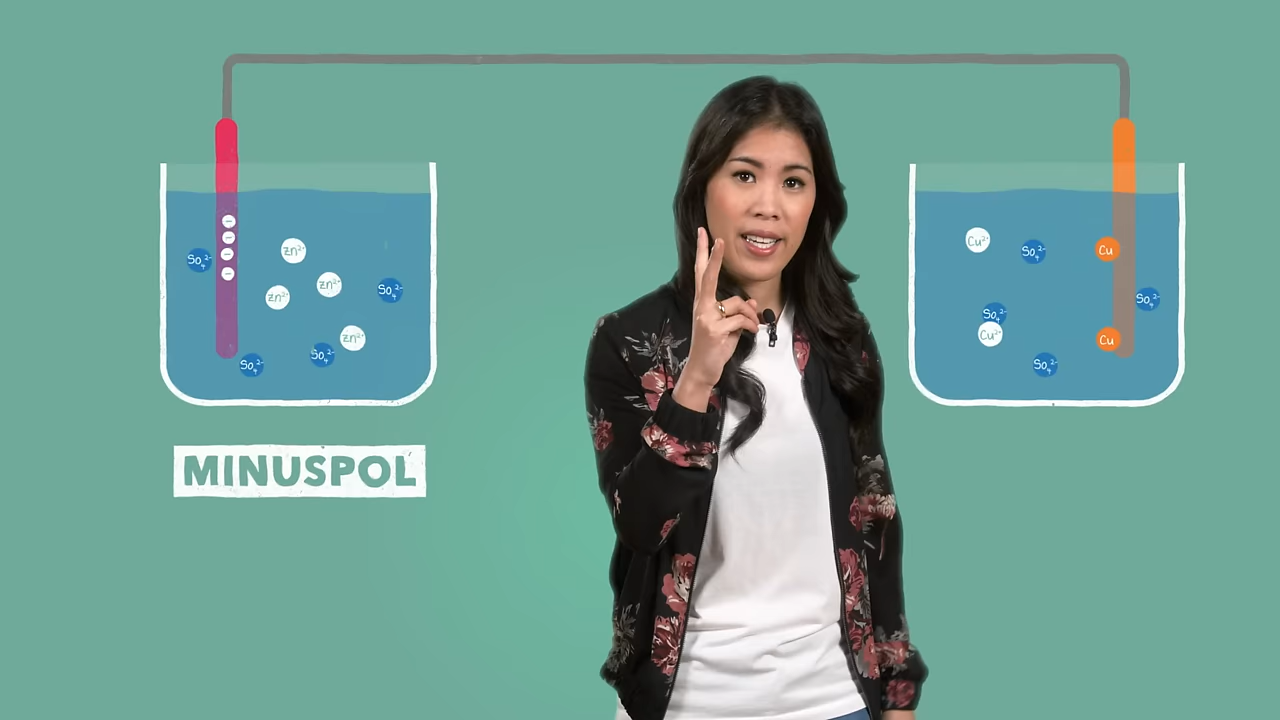 So₄²⁻
Zn²⁺
Zn²⁺
Zn²⁺
So₄²⁻
Zn²⁺
So₄²⁻
So₄²⁻
MINUSPOL
Cu²⁺
So₄²⁻
Cu
So₄²⁻
So₄²⁻
Cu²⁺
Cu
So₄²⁻